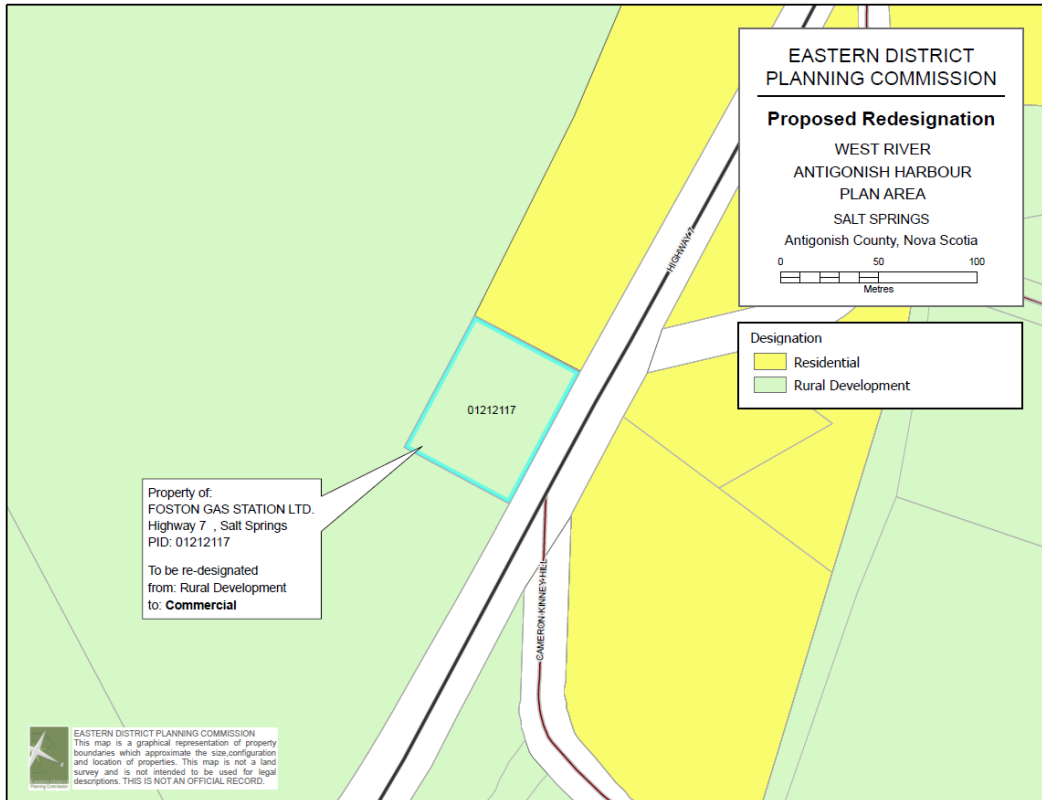 EASTERN DISTRICT
PLANNING COMMISSION
Proposed Redesignation
WEST RIVER
ANTIGONISH HARBOUR
PLAN AREA
SALT SPRINGS
Antigonish County, Nova Scotia
0 50 100
Metres
Designation
Residential
Rural Development
HIGHWAY 7
01212117
Property of:
FOSTON GAS STATION LTD.
Highway 7 , Salt Springs
PID: 01212117
To be re-designated
from: Rural Development
to: Commercial
CAMERON-KINNEY-HILL
EASTERN DISTRICT PLANNING COMMISSION
This map is a graphical representation of property
boundaries which approximate the size,configuration
and location of properties. This map is not a land
survey and is not intended to be used for legal
descriptions. THIS IS NOT AN OFFICIAL RECORD.
Planning Commission